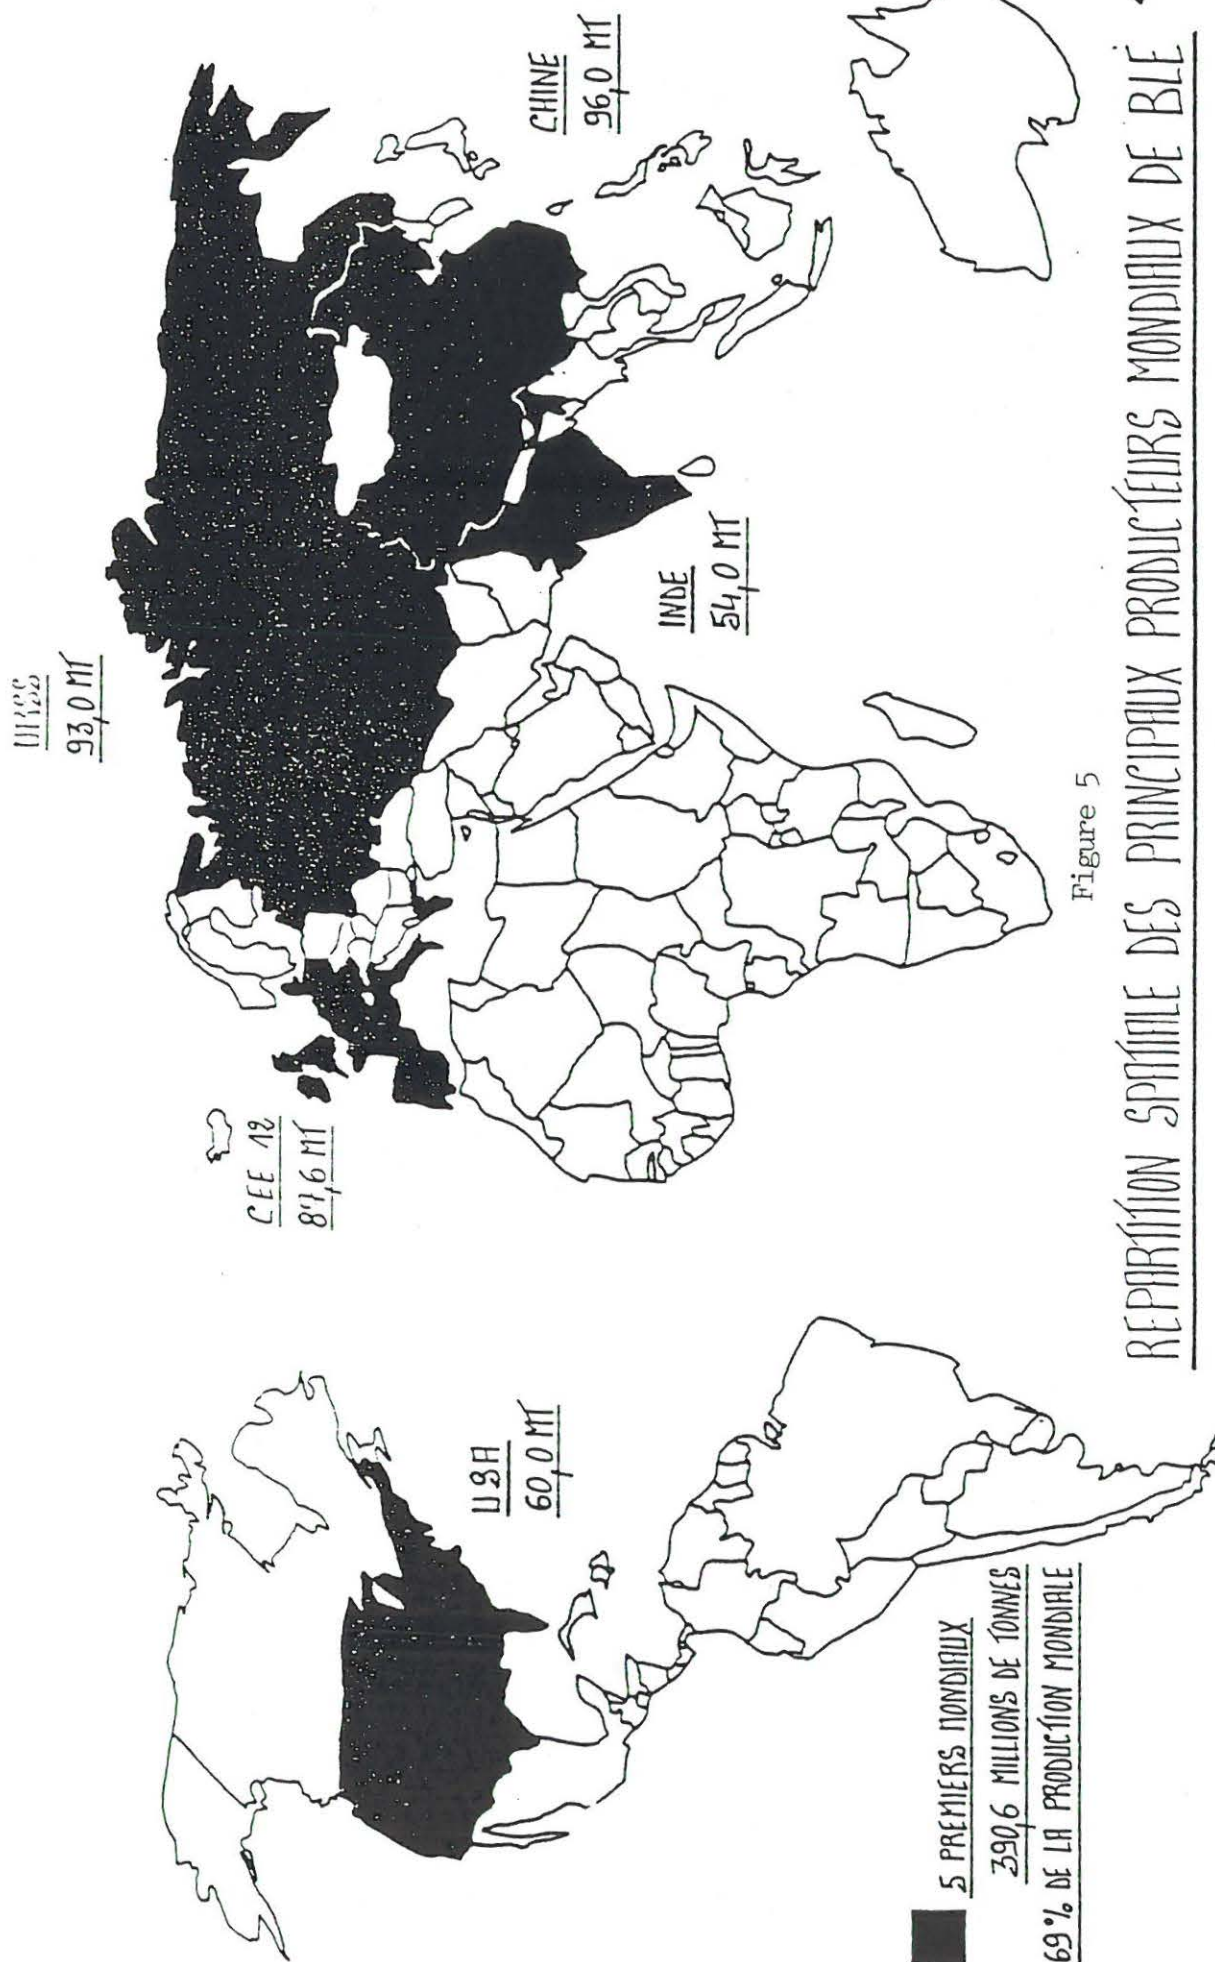 URSS
93,0 MT
CEE 12
87,6 MT
USA
60,0 MT
CHINE
96,0 MT
INDE
54,0 MT
5 PREMIERS MONDIAUX
390,6 MILLIONS DE TONNES
69% DE LA PRODUCTION MONDIALE
Figure 5
REPARTITION SPATIALE DES PRINCIPAUX PRODUCTEURS MONDIAUX DE BLE